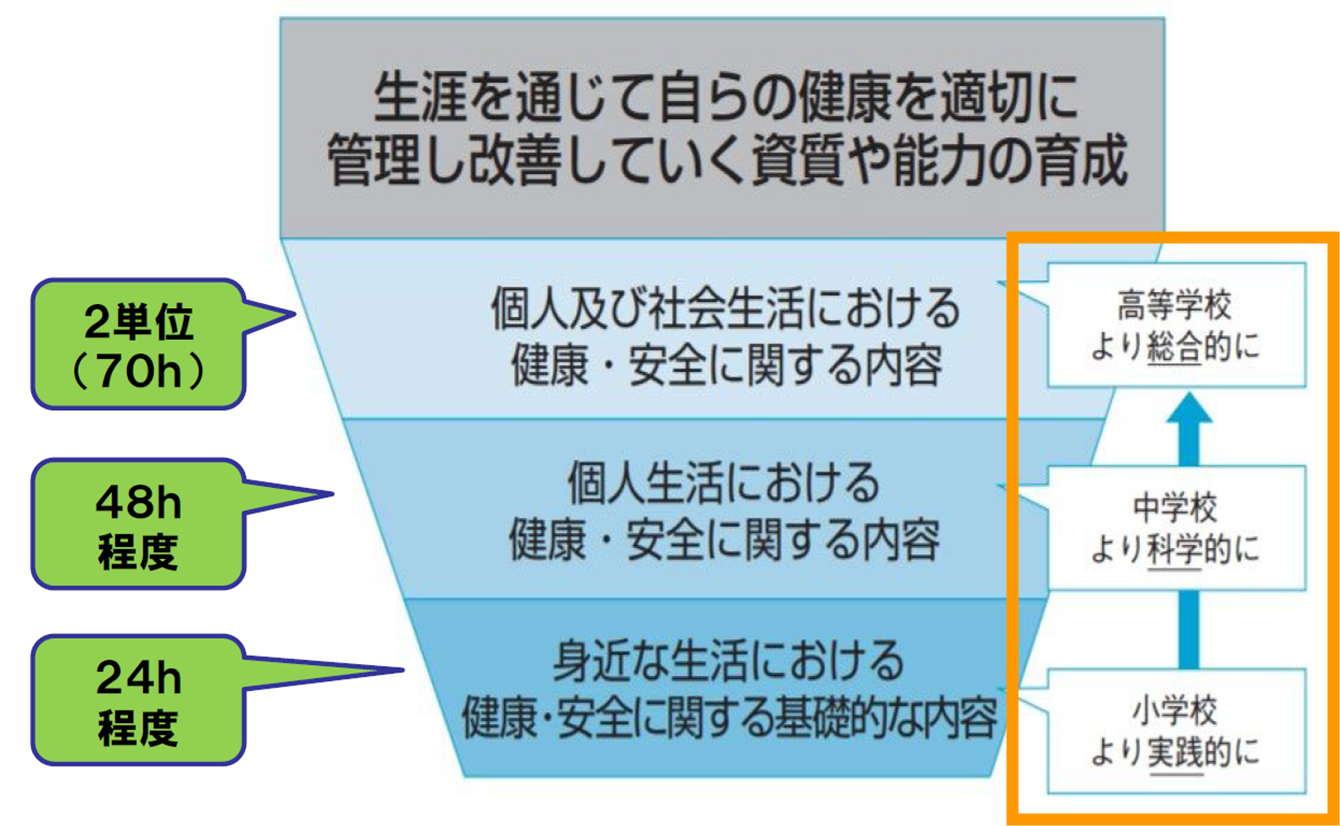 生涯を通じて自らの健康を適切に
管理し改善していく資質や能力の育成
2単位
（70h）
個人及び社会生活における
健康・安全に関する内容
高等学校
より総合的に
48h
程度
個人生活における
健康・安全に関する内容
中学校
より科学的に
24h
程度
身近な生活における
健康・安全に関する基礎的な内容
小学校
より実践的に